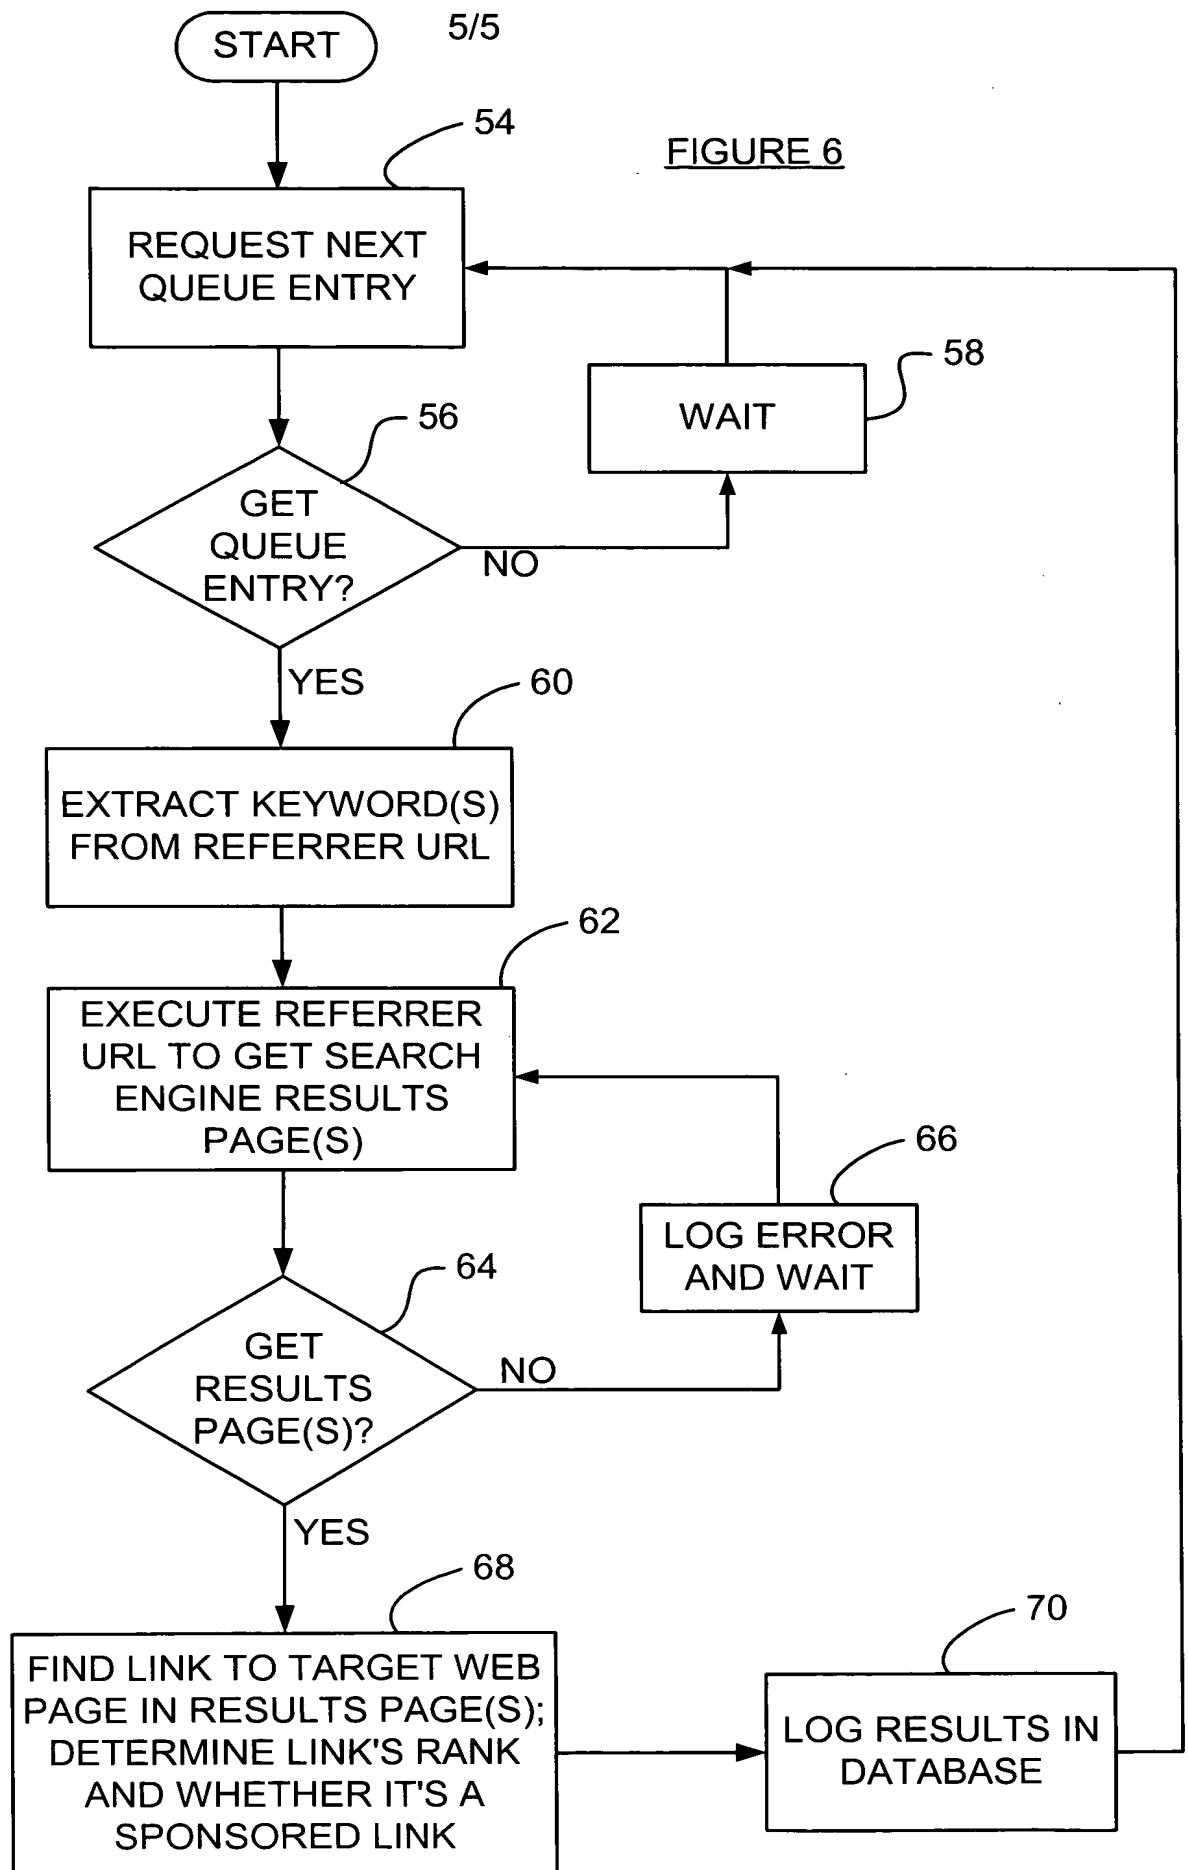 START
5/5
54
FIGURE 6
REQUEST NEXT
QUEUE ENTRY
58
WAIT
56
GET
QUEUE
ENTRY?
NO
YES
60
EXTRACT KEYWORD(S)
FROM REFERRER URL
62
EXECUTE REFERRER
URL TO GET SEARCH
ENGINE RESULTS
PAGE(S)
66
LOG ERROR
AND WAIT
64
GET
RESULTS
PAGE(S)?
NO
YES
68
FIND LINK TO TARGET WEB
PAGE IN RESULTS PAGE(S);
DETERMINE LINK'S RANK
AND WHETHER IT'S A
SPONSORED LINK
70
LOG RESULTS IN
DATABASE